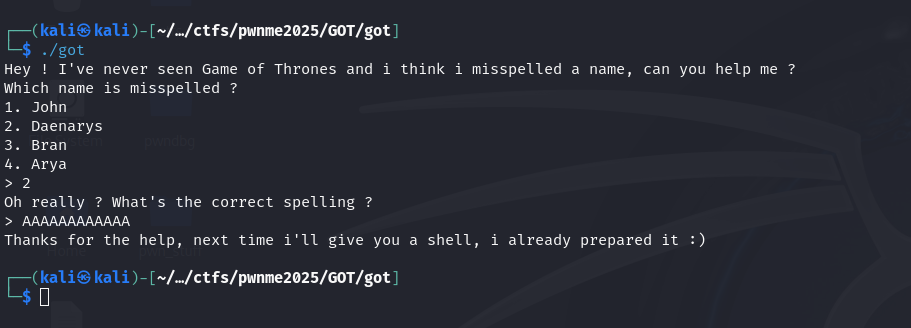 ┌──(kali㉿kali)-[~/…/ctfs/pwnme2025/GOT/got]
└─$ ./got
Hey ! I've never seen Game of Thrones and i think i misspelled a name, can you help me ?
Which name is misspelled ?
1. John
2. Daenarys
3. Bran
4. Arya
> 2
Oh really ? What's the correct spelling ?
> AAAAAAAAAAAA
Thanks for the help, next time i'll give you a shell, i already prepared it :)
┌──(kali㉿kali)-[~/…/ctfs/pwnme2025/GOT/got]
└─$